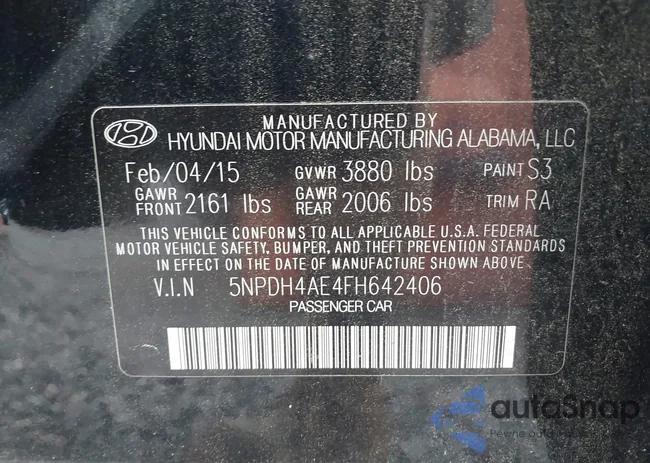 MANUFACTURED BY
HYUNDAI MOTOR MANUFACTURING ALABAMA, LLC
Feb/04/15 GVWR 3880 lbs PAINT S3
GAWR FRONT 2161 lbs GAWR REAR 2006 lbs TRIM RA
THIS VEHICLE CONFORMS TO ALL APPLICABLE U.S.A. FEDERAL
MOTOR VEHICLE SAFETY, BUMPER, AND THEFT PREVENTION STANDARDS
IN EFFECT ON THE DATE OF MANUFACTURE SHOWN ABOVE
V.I.N 5NPDH4AE4FH642406
PASSENGER CAR
autoSnap
Pewne auto